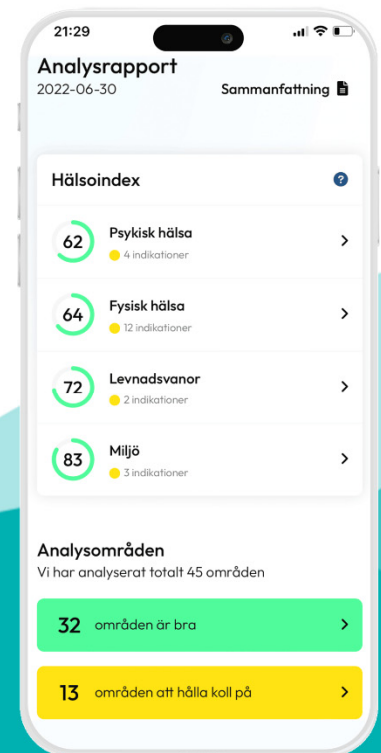 21:29
Analysrapport
2022-06-30
Sammanfattning
Hälsoindex
?
62
Psykisk hälsa
4 indikationer
64
Fysisk hälsa
12 indikationer
72
Levnadsvanor
2 indikationer
83
Miljö
3 indikationer
Analysområden
Vi har analyserat totalt 45 områden
32 områden är bra
13 områden att hålla koll på